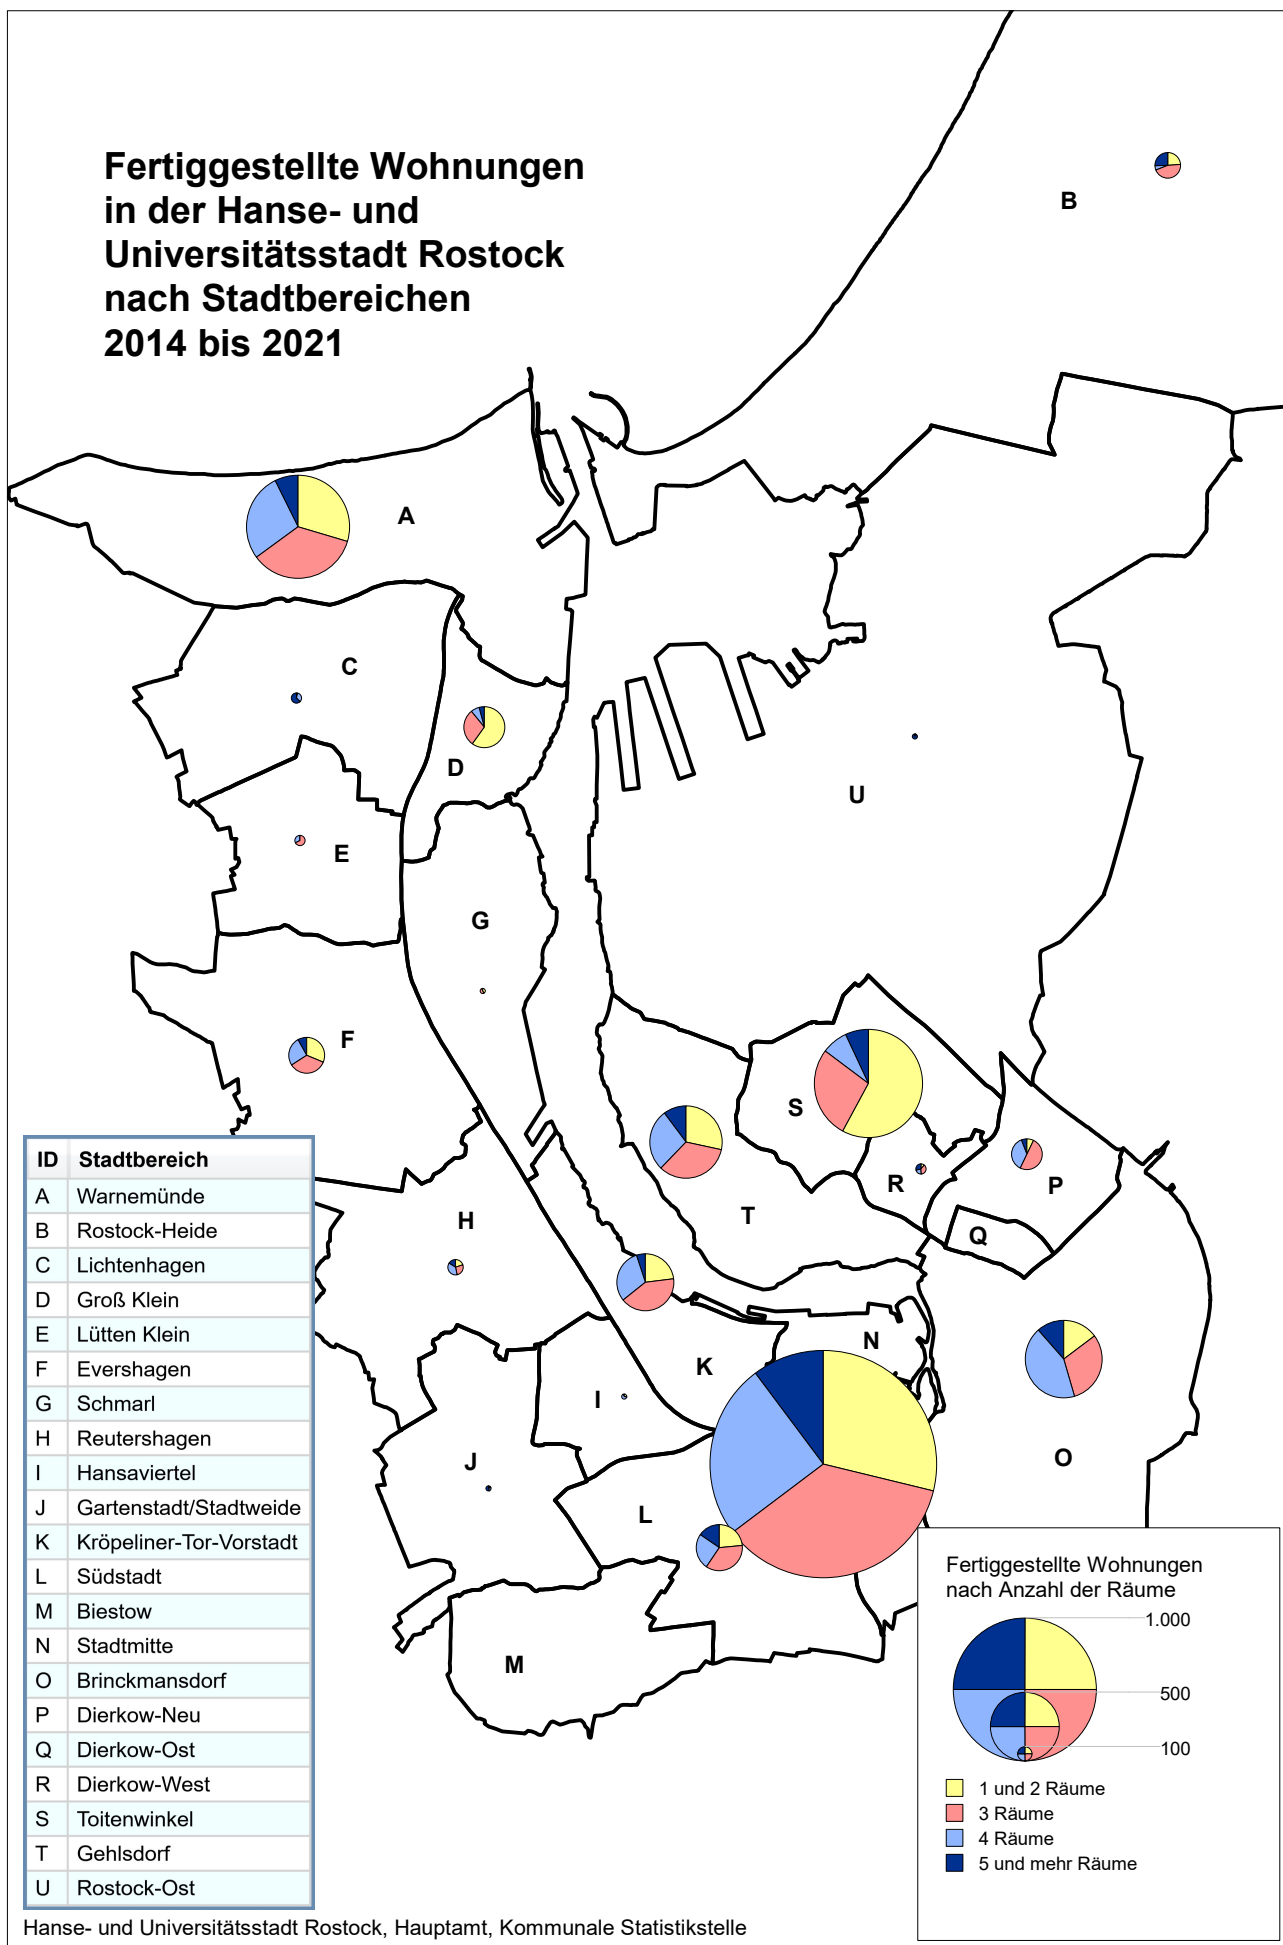 Fertiggestellte Wohnungen
in der Hanse- und
Universitätsstadt Rostock
nach Stadtbereichen
2014 bis 2021
B
A
C
D
U
E
G
F
S
R
P
T
Q
H
N
K
I
J
O
L
M
ID Stadtbereich
A Warnemünde
B Rostock-Heide
C Lichtenhagen
D Groß Klein
E Lütten Klein
F Evershagen
G Schmarl
H Reutershagen
I Hansaviertel
J Gartenstadt/Stadtweide
K Kröpeliner-Tor-Vorstadt
L Südstadt
M Biestow
N Stadtmitte
O Brinckmansdorf
P Dierkow-Neu
Q Dierkow-Ost
R Dierkow-West
S Toitenwinkel
T Gehlsdorf
U Rostock-Ost
Fertiggestellte Wohnungen
nach Anzahl der Räume
1.000
500
100
1 und 2 Räume
3 Räume
4 Räume
5 und mehr Räume
Hanse- und Universitätsstadt Rostock, Hauptamt, Kommunale Statistikstelle